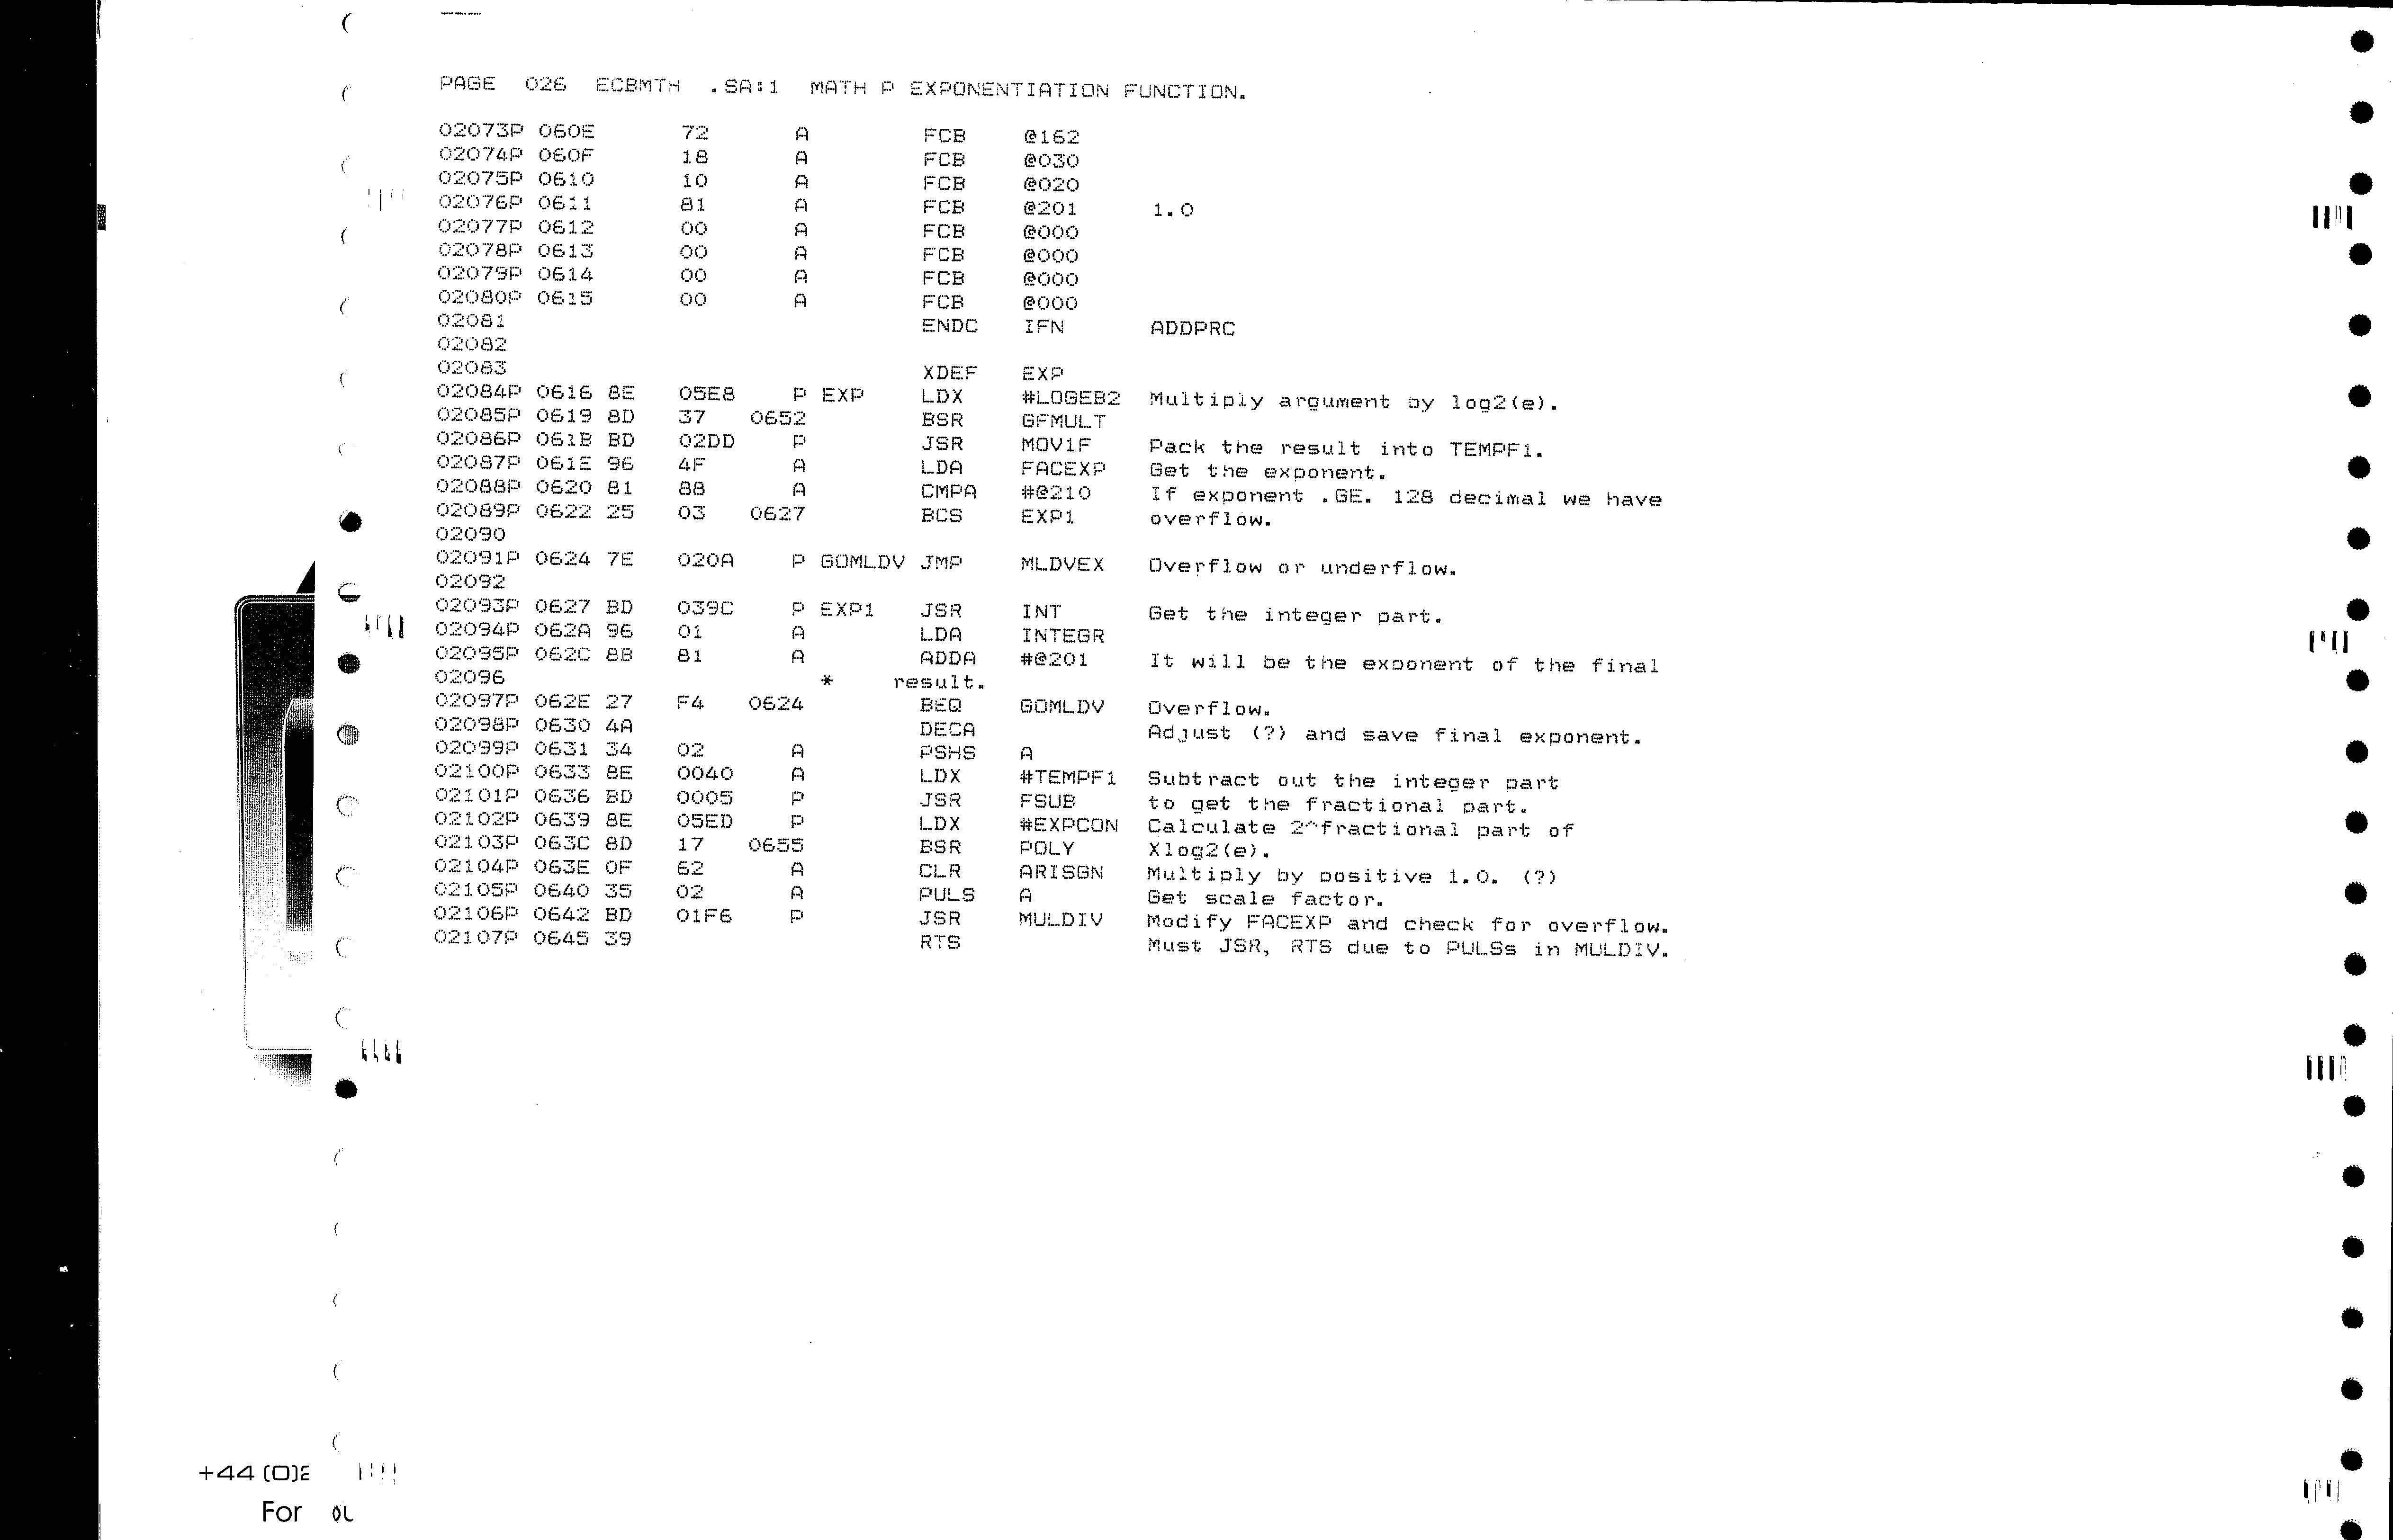 PAGE  026  ECBMTH  .SA:1  MATH P EXPONENTIATION FUNCTION.
02073P 060E      72      A        FCB    @162
02074P 060F      18      A        FCB    @030
02075P 0610      10      A        FCB    @020
02076P 0611      81      A        FCB    @201     1.0
02077P 0612      00      A        FCB    @000
02078P 0613      00      A        FCB    @000
02079P 0614      00      A        FCB    @000
02080P 0615      00      A        FCB    @000
02081                             ENDC   IFN      ADDPRC
02082
02083                             XDEF   EXP
02084P 0616 8E   05E8    P EXP    LDX    #LOGEB2  Multiply argument by log2(e).
02085P 0619 8D   37   0652        BSR    GFMULT
02086P 061B BD   02DD    P        JSR    MOV1F    Pack the result into TEMPF1.
02087P 061E 96   4F      A        LDA    FACEXP   Get the exponent.
02088P 0620 81   88      A        CMPA   #@210    If exponent .GE. 128 decimal we have
02089P 0622 25   03   0627        BCS    EXP1     overflow.
02090
02091P 0624 7E   020A    P GOMLDV JMP    MLDVEX   Overflow or underflow.
02092
02093P 0627 BD   039C    P EXP1   JSR    INT      Get the integer part.
02094P 062A 96   01      A        LDA    INTEGR
02095P 062C 8B   81      A        ADDA   #@201    It will be the exponent of the final
02096                      *    result.
02097P 062E 27   F4   0624        BEQ    GOMLDV   Overflow.
02098P 0630 4A                    DECA            Adjust (?) and save final exponent.
02099P 0631 34   02      A        PSHS   A
02100P 0633 8E   0040    A        LDX    #TEMPF1  Subtract out the integer part
02101P 0636 BD   0005    P        JSR    FSUB     to get the fractional part.
02102P 0639 8E   05ED    P        LDX    #EXPCON  Calculate 2^fractional part of
02103P 063C 8D   17   0655        BSR    POLY     Xlog2(e).
02104P 063E 0F   62      A        CLR    ARISGN   Multiply by positive 1.0. (?)
02105P 0640 35   02      A        PULS   A        Get scale factor.
02106P 0642 BD   01F6    P        JSR    MULDIV   Modify FACEXP and check for overflow.
02107P 0645 39                    RTS             Must JSR, RTS due to PULSs in MULDIV.
+44 (0)
For